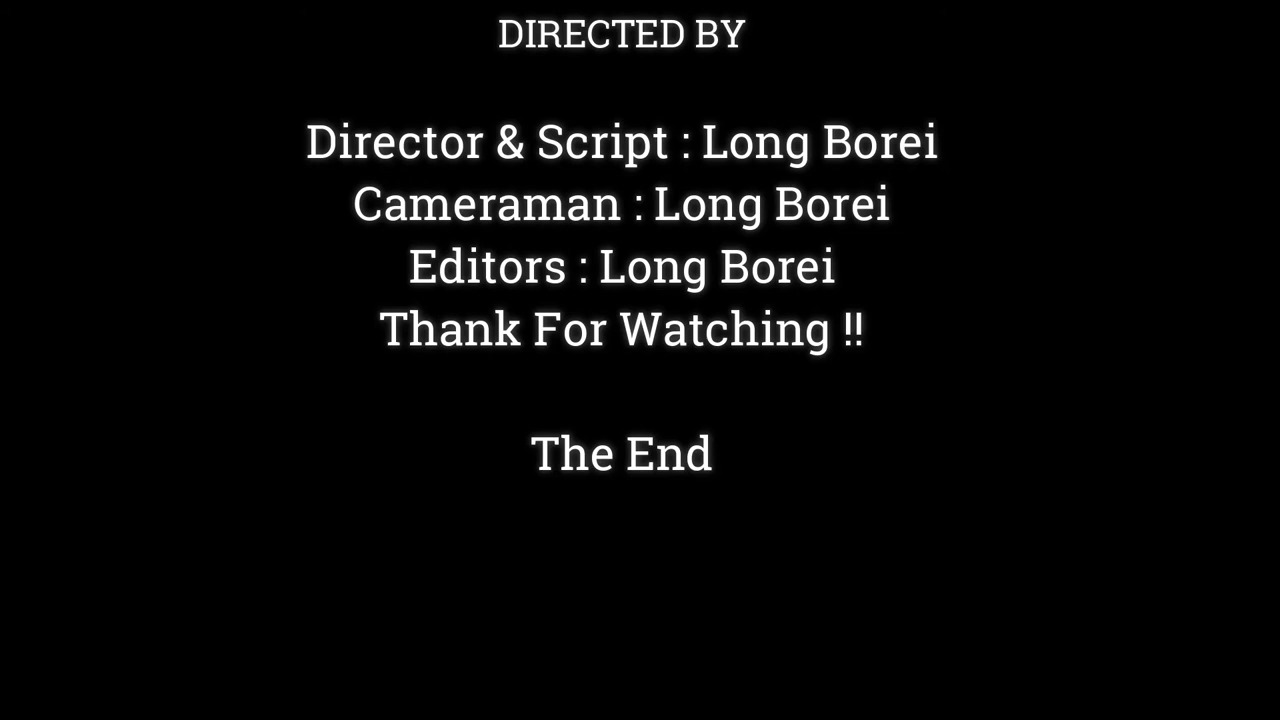 DIRECTED BY
Director & Script : Long Borei
Cameraman : Long Borei
Editors : Long Borei
Thank For Watching !!
The End